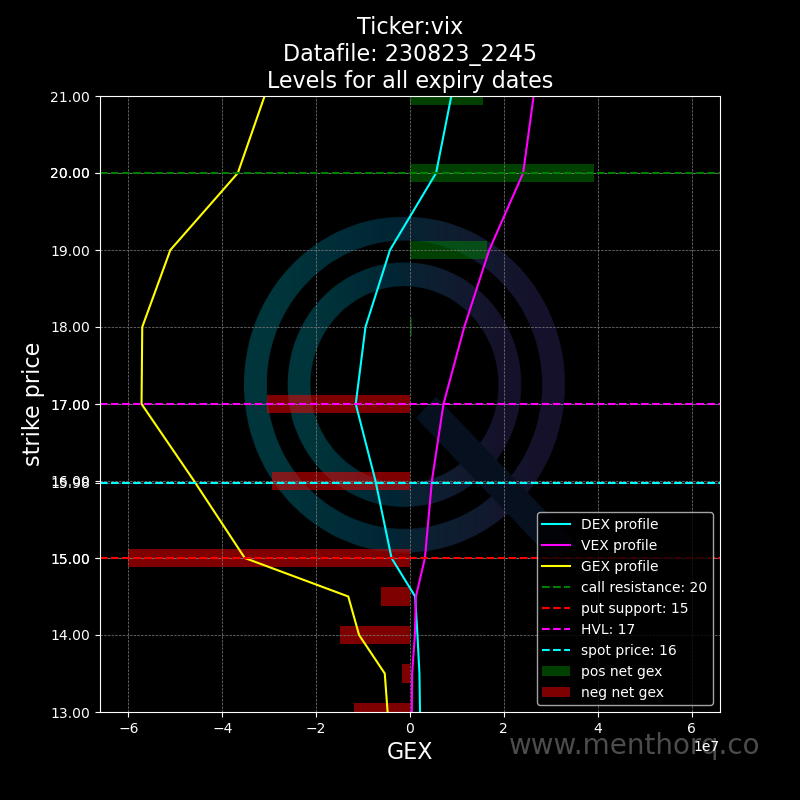 Ticker:vix
Datafile: 230823_2245
Levels for all expiry dates
21.00
20.00
19.00
18.00
17.00
16.00
15.98
15.00
14.00
13.00
strike price
DEX profile
VEX profile
GEX profile
call resistance: 20
put support: 15
HVL: 17
spot price: 16
pos net gex
neg net gex
−6 −4 −2 0 2 4 6
1e7
GEX
www.menthorq.co